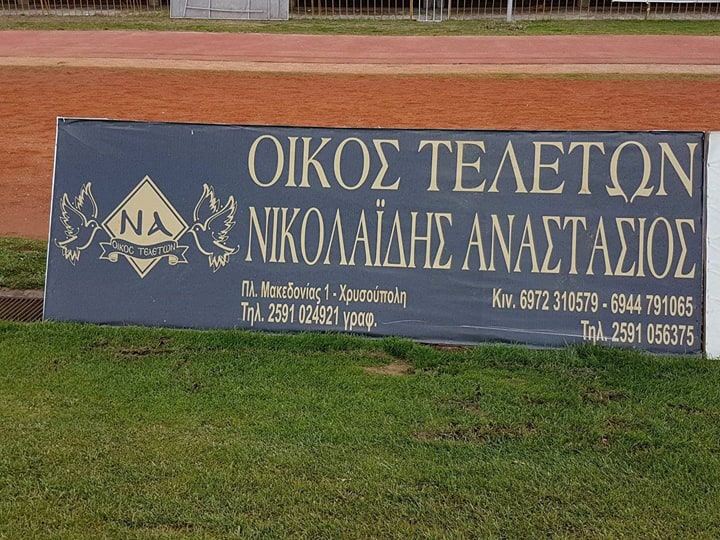 ΟΙΚΟΣ ΤΕΛΕΤΩΝ
ΝΙΚΟΛΑΪΔΗΣ ΑΝΑΣΤΑΣΙΟΣ
ΝΑ
ΟΙΚΟΣ ΤΕΛΕΤΩΝ
Πλ. Μακεδονίας 1 - Χρυσούπολη
Τηλ. 2591 024921 γραφ.
Κιν. 6972 310579 - 6944 791065
Τηλ. 2591 056375